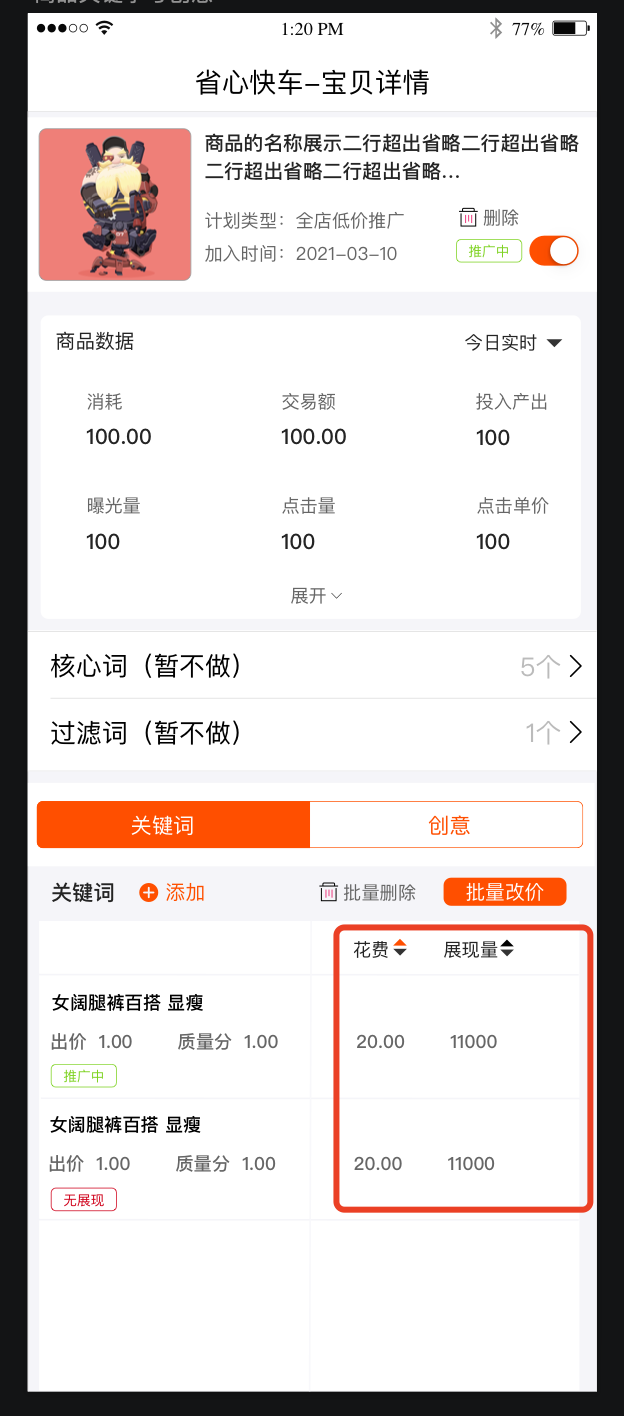 1:20 PM
77%
省心快车-宝贝详情
商品的名称展示二行超出省略二行超出省略
二行超出省略二行超出省略...
计划类型：全店低价推广
删除
加入时间：2021-03-10
推广中
商品数据
今日实时
消耗
交易额
投入产出
100.00
100.00
100
曝光量
点击量
点击单价
100
100
100
展开
核心词（暂不做）
5个
过滤词（暂不做）
1个
关键词
创意
关键词
添加
批量删除
批量改价
花费
展现量
女阔腿裤百搭 显瘦
出价 1.00
质量分 1.00
20.00
11000
推广中
女阔腿裤百搭 显瘦
出价 1.00
质量分 1.00
20.00
11000
无展现